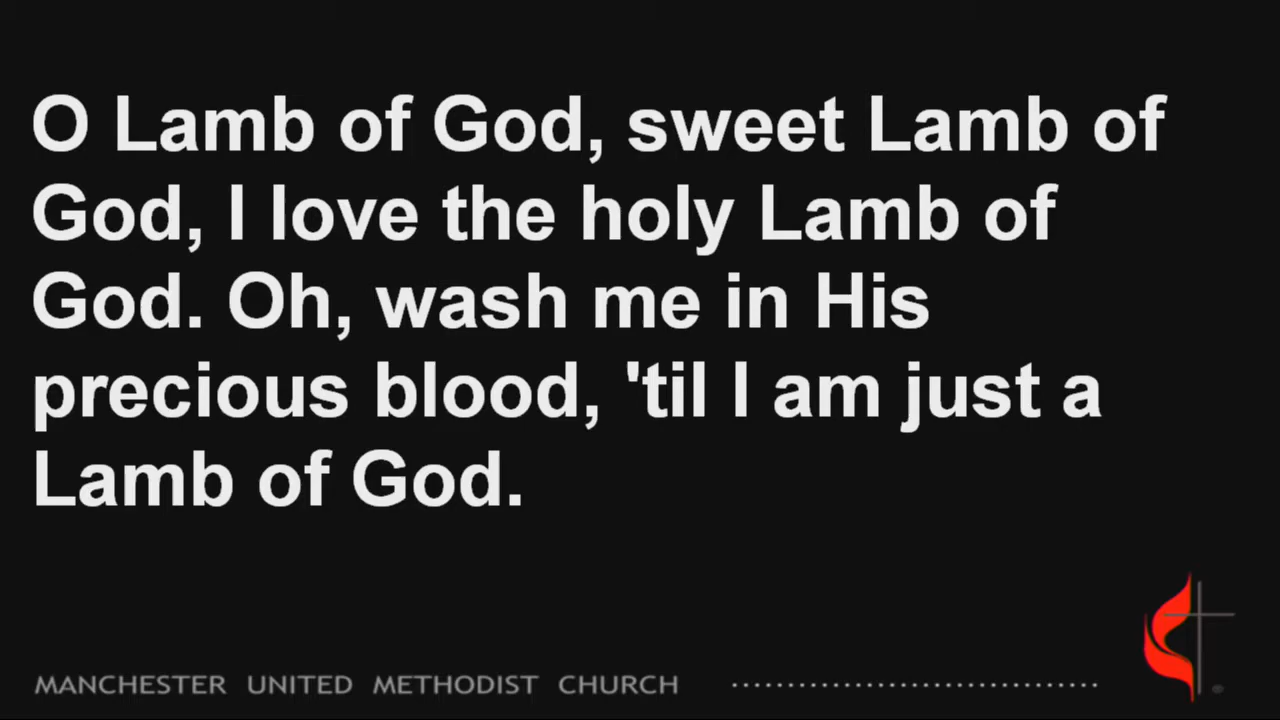 O Lamb of God, sweet Lamb of
God, I love the holy Lamb of
God. Oh, wash me in His
precious blood, 'til I am just a
Lamb of God.
MANCHESTER UNITED METHODIST CHURCH
®